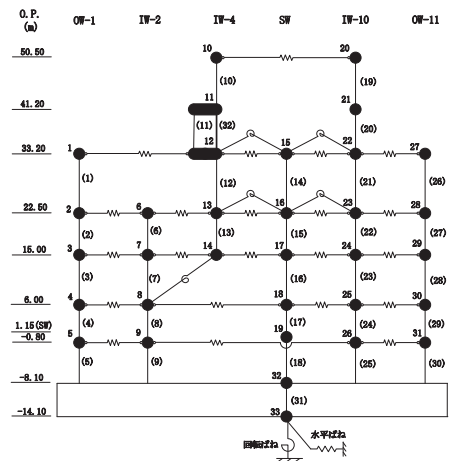 O.P.
(m)
OW-1 IW-2 IW-4 SW IW-10 OW-11
50.50 10 20
(10) (19)
41.20 11 21
(11) (32) (20)
33.20 1 12 15 22 27
(1) (12) (14) (21) (26)
22.50 2 6 13 16 23 28
(2) (6) (13) (15) (22) (27)
15.00 3 7 14 17 24 29
(3) (7) (16) (23) (28)
6.00 4 8 18 25 30
(4) (8) (17) (24) (29)
1.15(SW) 19
-0.80 5 9 26 31
(5) (9) (18) (25) (30)
-8.10 32
(31)
-14.10 33
回転ばね 水平ばね